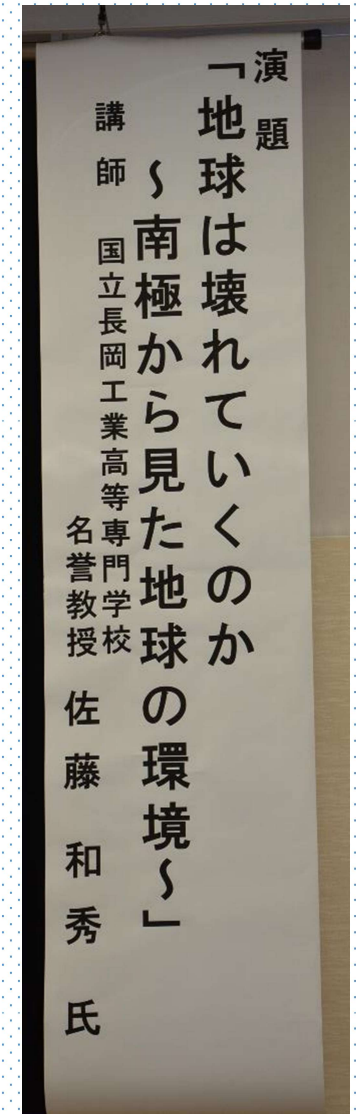 演題
「地球は壊れていくのか
～南極から見た地球の環境～」
講師 国立長岡工業高等専門学校
名誉教授 佐藤和秀氏